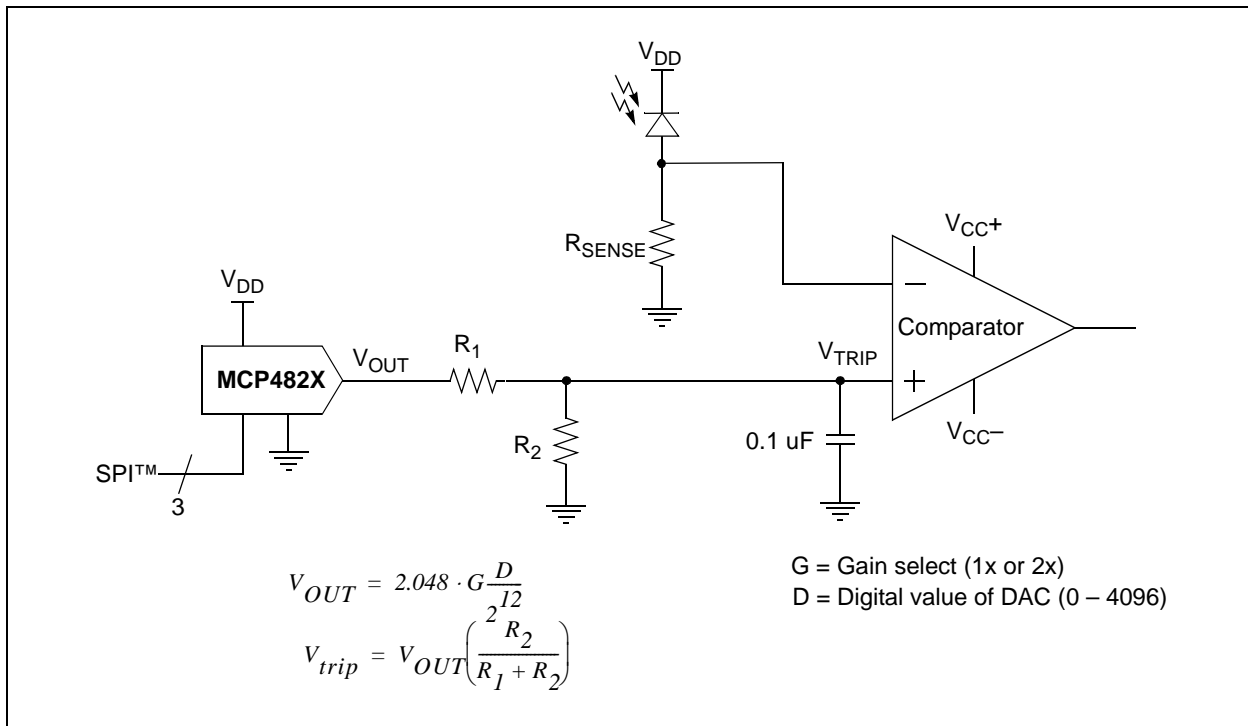 VDD
RSENSE
VCC+
−
Comparator
+
VCC–
VDD
MCP482X
VOUT
R1
VTRIP
R2
0.1 uF
SPI™
3
VOUT = 2.048 · G D/2^12
Vtrip = VOUT(R2/(R1 + R2))
G = Gain select (1x or 2x)
D = Digital value of DAC (0 – 4096)